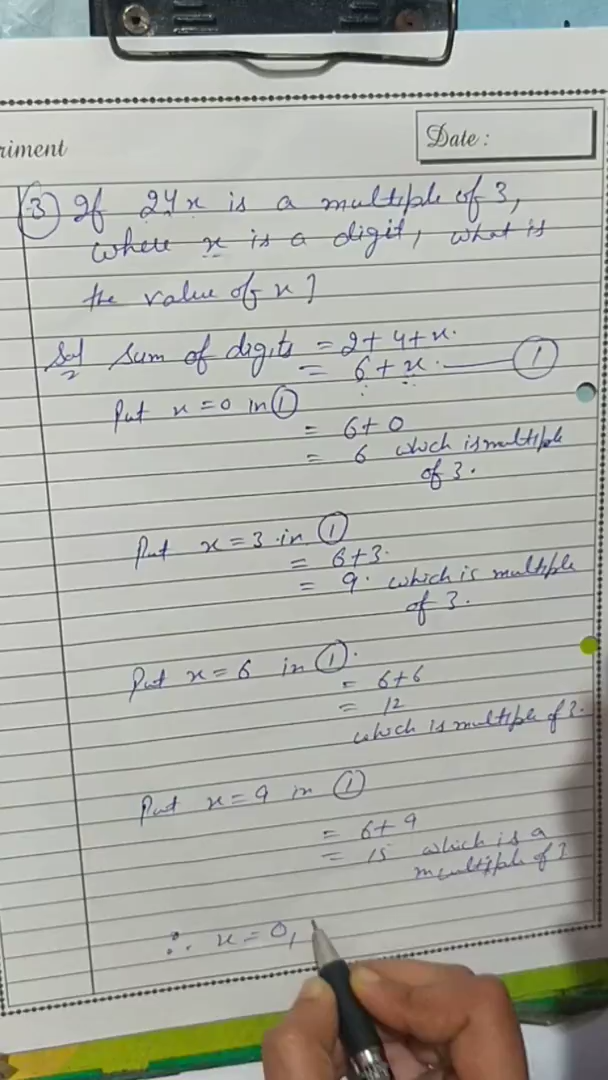 riment
Date :
3 If 24x is a multiple of 3,
where x is a digit, what is
the value of x ?
Sol Sum of digits = 2+4+x.
= 6+x. — 1
Put x=0 in 1
= 6+0
= 6 which is multiple
of 3.
Put x=3 in 1
= 6+3.
= 9. which is multiple
of 3.
Put x=6 in 1.
= 6+6
= 12
which is multiple of 3.
Put x=9 in 1
= 6+9
= 15 which is a
multiple of 3
∴ x=0,